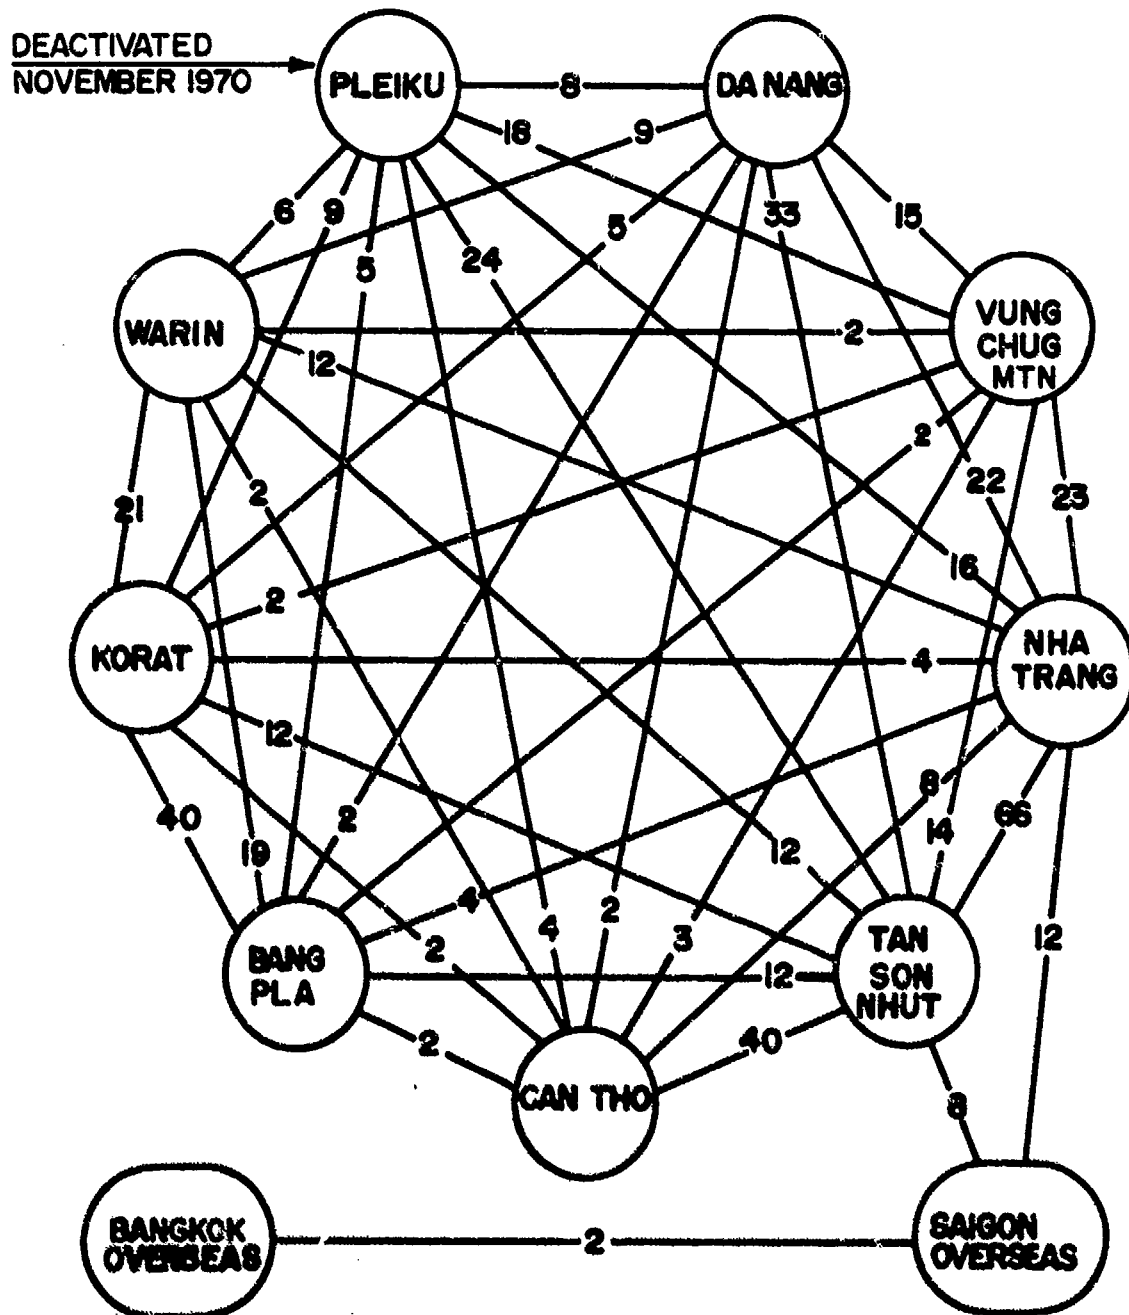 DEACTIVATED
NOVEMBER 1970
PLEIKU
8
DA NANG
18
9
6
9
5
33
15
5
24
WARIN
2
VUNG
CHUG
MTN
12
2
21
2
22
23
16
2
KORAT
4
NHA
TRANG
12
40
2
8
66
19
12
14
4
4
2
3
2
12
BANG
PLA
12
TAN
SON
NHUT
2
40
CAN THO
8
BANGKOK
OVERSEAS
2
SAIGON
OVERSEAS